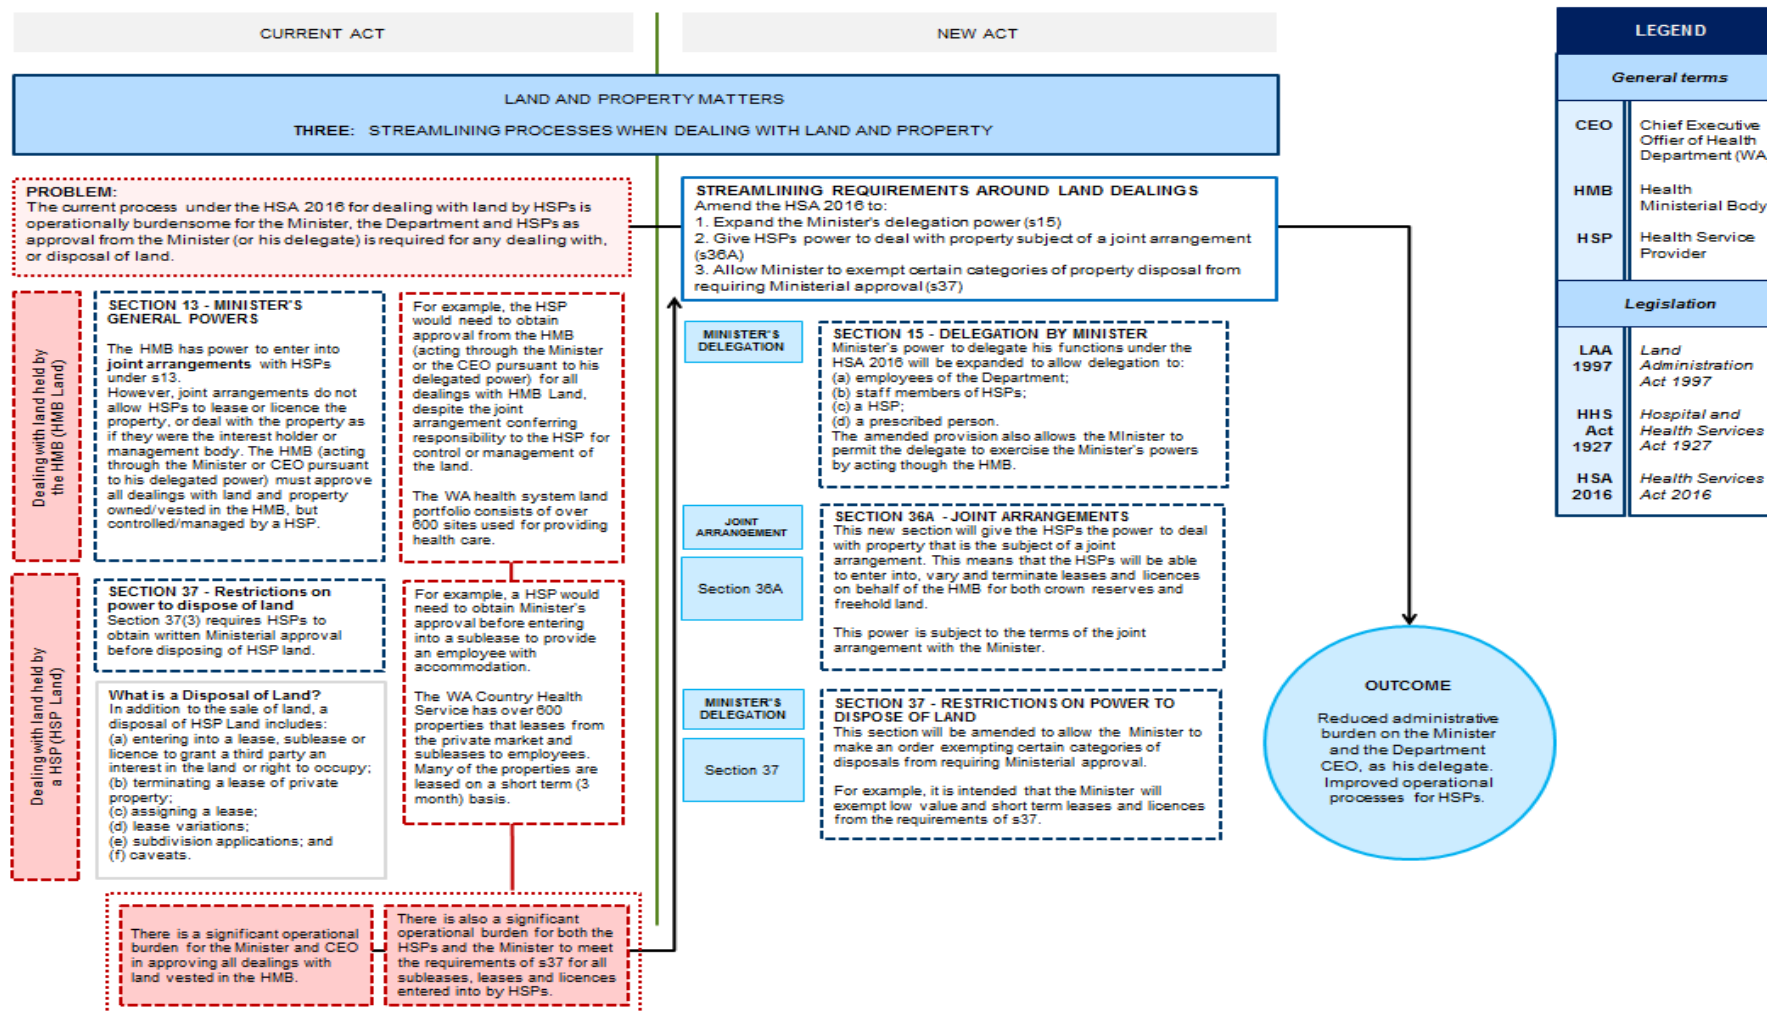 CURRENT ACT
NEW ACT
LAND AND PROPERTY MATTERS
THREE: STREAMLINING PROCESSES WHEN DEALING WITH LAND AND PROPERTY
PROBLEM:
The current process under the HSA 2016 for dealing with land by HSPs is
operationally burdensome for the Minister, the Department and HSPs as
approval from the Minister (or his delegate) is required for any dealing with,
or disposal of land.
Dealing with land held by
the HMB (HMB Land)
SECTION 13 - MINISTER"S
GENERAL POWERS
The HMB has power to enter into
joint arrangements with HSPs
under s13.
However, joint arrangements do not
allow HSPs to lease or licence the
property, or deal with the property as
if they were the interest holder or
management body. The HMB (acting
through the Minister or CEO pursuant
to his delegated power) must approve
all dealings with land and property
owned/vested in the HMB, but
controlled/managed by a HSP.
For example, the HSP
would need to obtain
approval from the HMB
(acting through the Minister
or the CEO pursuant to his
delegated power) for all
dealings with HMB Land,
despite the joint
arrangement conferring
responsibility to the HSP for
control or management of
the land.
The WA health system land
portfolio consists of over
600 sites used for providing
health care.
Dealing with land held by
a HSP (HSP Land)
SECTION 37 - Restrictions on
power to dispose of land
Section 37(3) requires HSPs to
obtain written Ministerial approval
before disposing of HSP land.
What is a Disposal of Land?
In addition to the sale of land, a
disposal of HSP Land includes:
(a) entering into a lease, sublease or
licence to grant a third party an
interest in the land or right to occupy;
(b) terminating a lease of private
property;
(c) assigning a lease;
(d) lease variations;
(e) subdivision applications; and
(f) caveats.
For example, a HSP would
need to obtain Minister's
approval before entering
into a sublease to provide
an employee with
accommodation.
The WA Country Health
Service has over 600
properties that leases from
the private market and
subleases to employees.
Many of the properties are
leased on a short term (3
month) basis.
There is a significant operational
burden for the Minister and CEO
in approving all dealings with
land vested in the HMB.
There is also a significant
operational burden for both the
HSPs and the Minister to meet
the requirements of s37 for all
subleases, leases and licences
entered into by HSPs.
STREAMLINING REQUIREMENTS AROUND LAND DEALINGS
Amend the HSA 2016 to:
1. Expand the Minister's delegation power (s15)
2. Give HSPs power to deal with property subject of a joint arrangement
(s36A)
3. Allow Minister to exempt certain categories of property disposal from
requiring Ministerial approval (s37)
MINISTER"S
DELEGATION
SECTION 15 - DELEGATION BY MINISTER
Minister's power to delegate his functions under the
HSA 2016 will be expanded to allow delegation to:
(a) employees of the Department;
(b) staff members of HSPs;
(c) a HSP;
(d) a prescribed person.
The amended provision also allows the MInister to
permit the delegate to exercise the Minister's powers
by acting though the HMB.
JOINT
ARRANGEMENT
Section 36A
SECTION 36A - JOINT ARRANGEMENTS
This new section will give the HSPs the power to deal
with property that is the subject of a joint
arrangement. This means that the HSPs will be able
to enter into, vary and terminate leases and licences
on behalf of the HMB for both crown reserves and
freehold land.
This power is subject to the terms of the joint
arrangement with the Minister.
MINISTER"S
DELEGATION
Section 37
SECTION 37 - RESTRICTIONS ON POWER TO
DISPOSE OF LAND
This section will be amended to allow the Minister to
make an order exempting certain categories of
disposals from requiring Ministerial approval.
For example, it is intended that the Minister will
exempt low value and short term leases and licences
from the requirements of s37.
OUTCOME
Reduced administrative
burden on the Minister
and the Department
CEO, as his delegate.
Improved operational
processes for HSPs.
LEGEND
General terms
CEO
Chief Executive
Offier of Health
Department (WA
HMB
Health
Ministerial Body
HSP
Health Service
Provider
Legislation
LAA
1997
Land
Administration
Act 1997
HHS
Act
1927
Hospital and
Health Services
Act 1927
HSA
2016
Health Services
Act 2016